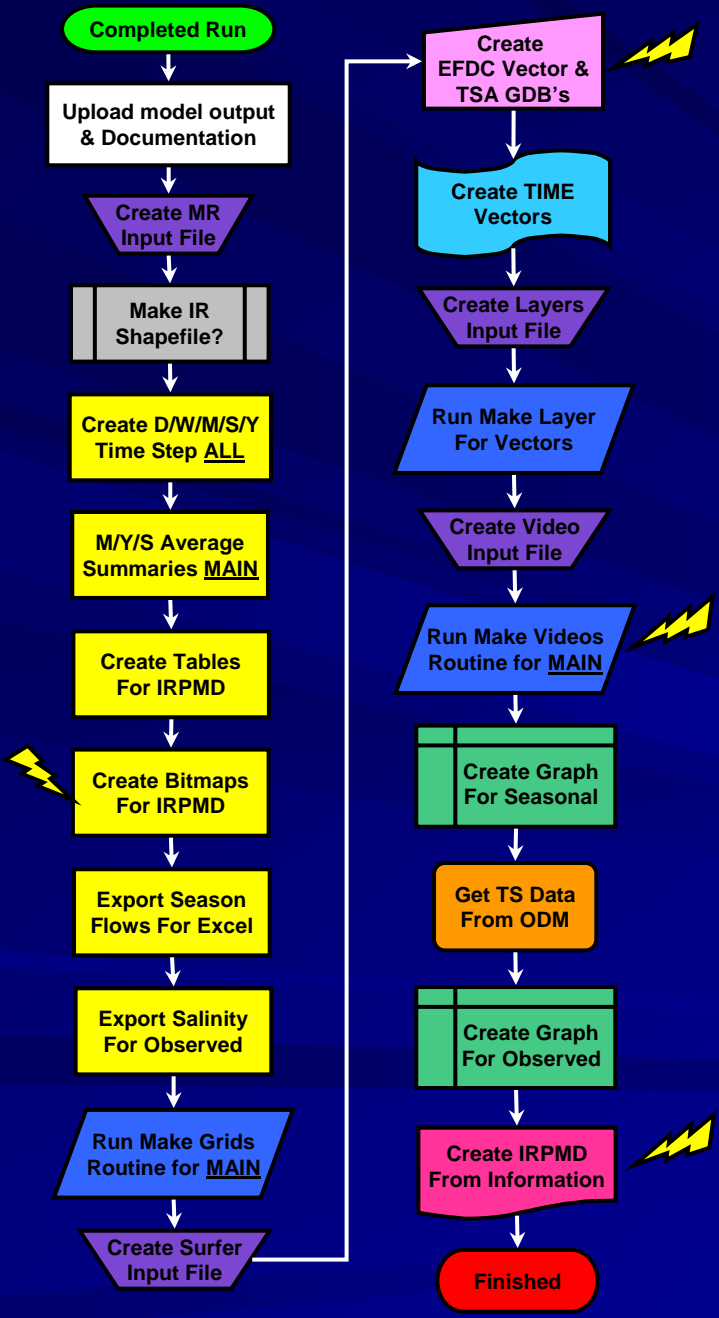 Completed Run
Upload model output
& Documentation
Create MR
Input File
Make IR
Shapefile?
Create D/W/M/S/Y
Time Step ALL
M/Y/S Average
Summaries MAIN
Create Tables
For IRPMD
Create Bitmaps
For IRPMD
Export Season
Flows For Excel
Export Salinity
For Observed
Run Make Grids
Routine for MAIN
Create Surfer
Input File
Create
EFDC Vector &
TSA GDB's
Create TIME
Vectors
Create Layers
Input File
Run Make Layer
For Vectors
Create Video
Input File
Run Make Videos
Routine for MAIN
Create Graph
For Seasonal
Get TS Data
From ODM
Create Graph
For Observed
Create IRPMD
From Information
Finished